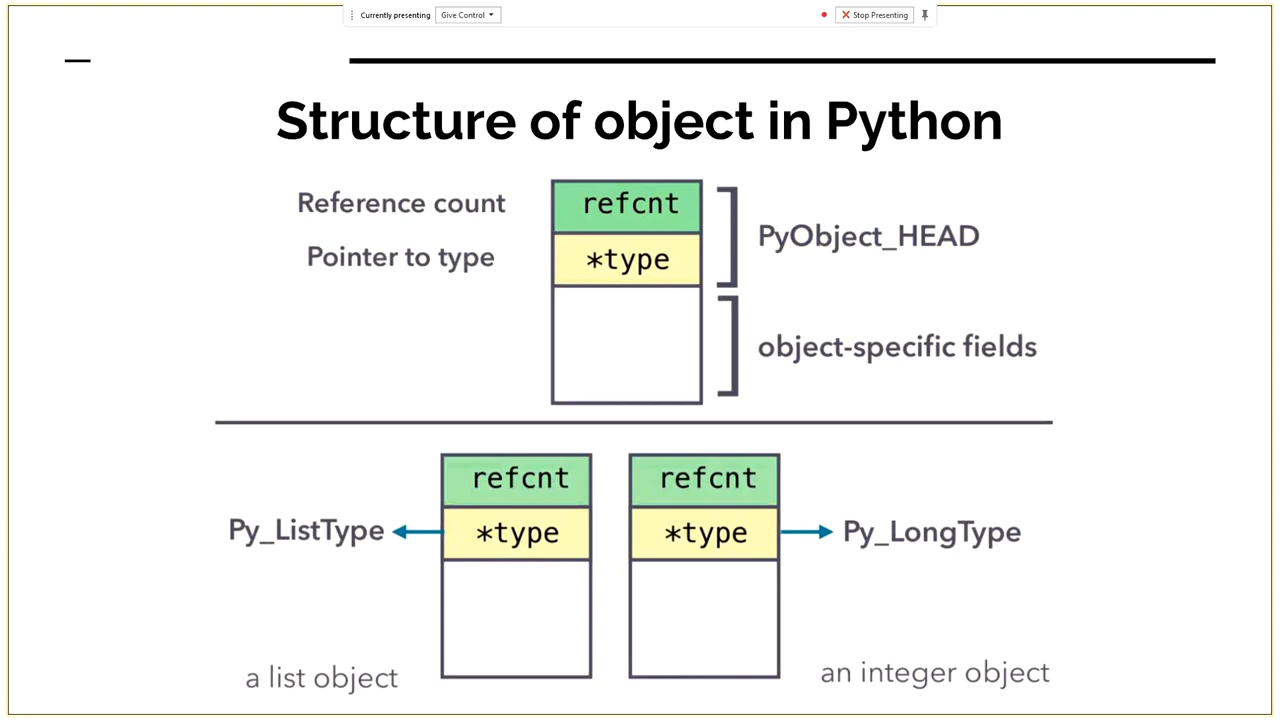 Currently presenting Give Control Stop Presenting
Structure of object in Python
Reference count refcnt
PyObject_HEAD
Pointer to type *type
object-specific fields
refcnt refcnt
Py_ListType *type *type Py_LongType
a list object an integer object